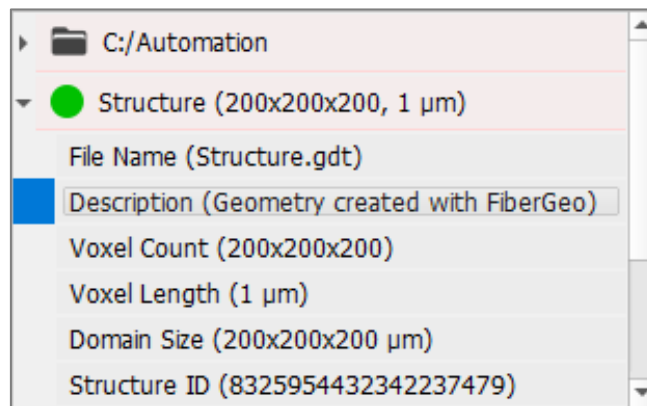 C:/Automation
Structure (200x200x200, 1 µm)
File Name (Structure.gdt)
Description (Geometry created with FiberGeo)
Voxel Count (200x200x200)
Voxel Length (1 µm)
Domain Size (200x200x200 µm)
Structure ID (8325954432342237479)